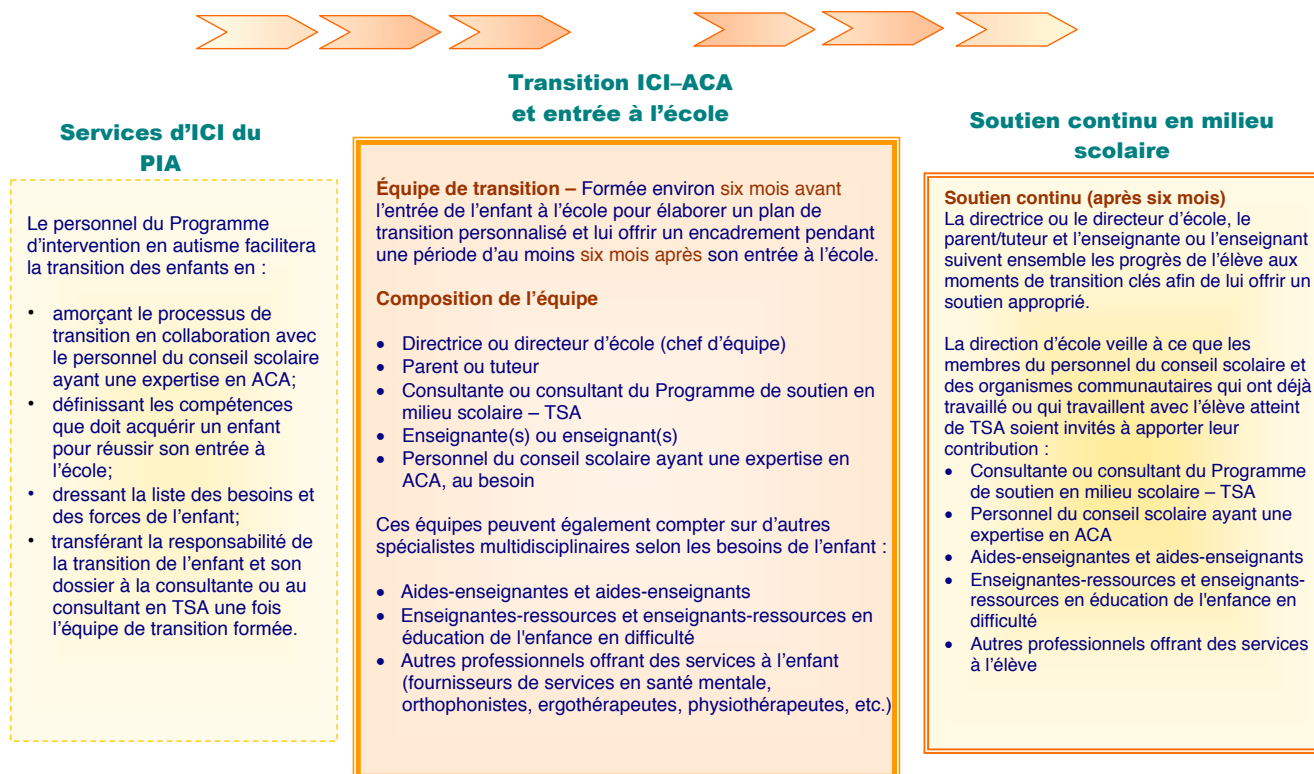 Services d’ICI du
PIA
Le personnel du Programme
d’intervention en autisme facilitera
la transition des enfants en :
• amorçant le processus de
transition en collaboration avec
le personnel du conseil scolaire
ayant une expertise en ACA;
• définissant les compétences
que doit acquérir un enfant
pour réussir son entrée à
l’école;
• dressant la liste des besoins et
des forces de l’enfant;
• transférant la responsabilité de
la transition de l’enfant et son
dossier à la consultante ou au
consultant en TSA une fois
l’équipe de transition formée.
Transition ICI–ACA
et entrée à l’école
Équipe de transition – Formée environ six mois avant
l’entrée de l’enfant à l’école pour élaborer un plan de
transition personnalisé et lui offrir un encadrement pendant
une période d’au moins six mois après son entrée à l’école.
Composition de l’équipe
• Directrice ou directeur d’école (chef d’équipe)
• Parent ou tuteur
• Consultante ou consultant du Programme de soutien en
milieu scolaire – TSA
• Enseignante(s) ou enseignant(s)
• Personnel du conseil scolaire ayant une expertise en
ACA, au besoin
Ces équipes peuvent également compter sur d’autres
spécialistes multidisciplinaires selon les besoins de l’enfant :
• Aides-enseignantes et aides-enseignants
• Enseignantes-ressources et enseignants-ressources en
éducation de l'enfance en difficulté
• Autres professionnels offrant des services à l’enfant
(fournisseurs de services en santé mentale,
orthophonistes, ergothérapeutes, physiothérapeutes, etc.)
Soutien continu en milieu
scolaire
Soutien continu (après six mois)
La directrice ou le directeur d’école, le
parent/tuteur et l’enseignante ou l’enseignant
suivent ensemble les progrès de l’élève aux
moments de transition clés afin de lui offrir un
soutien approprié.
La direction d’école veille à ce que les
membres du personnel du conseil scolaire et
des organismes communautaires qui ont déjà
travaillé ou qui travaillent avec l’élève atteint
de TSA soient invités à apporter leur
contribution :
• Consultante ou consultant du Programme
de soutien en milieu scolaire – TSA
• Personnel du conseil scolaire ayant une
expertise en ACA
• Aides-enseignantes et aides-enseignants
• Enseignantes-ressources et enseignants-
ressources en éducation de l'enfance en
difficulté
• Autres professionnels offrant des services
à l’élève